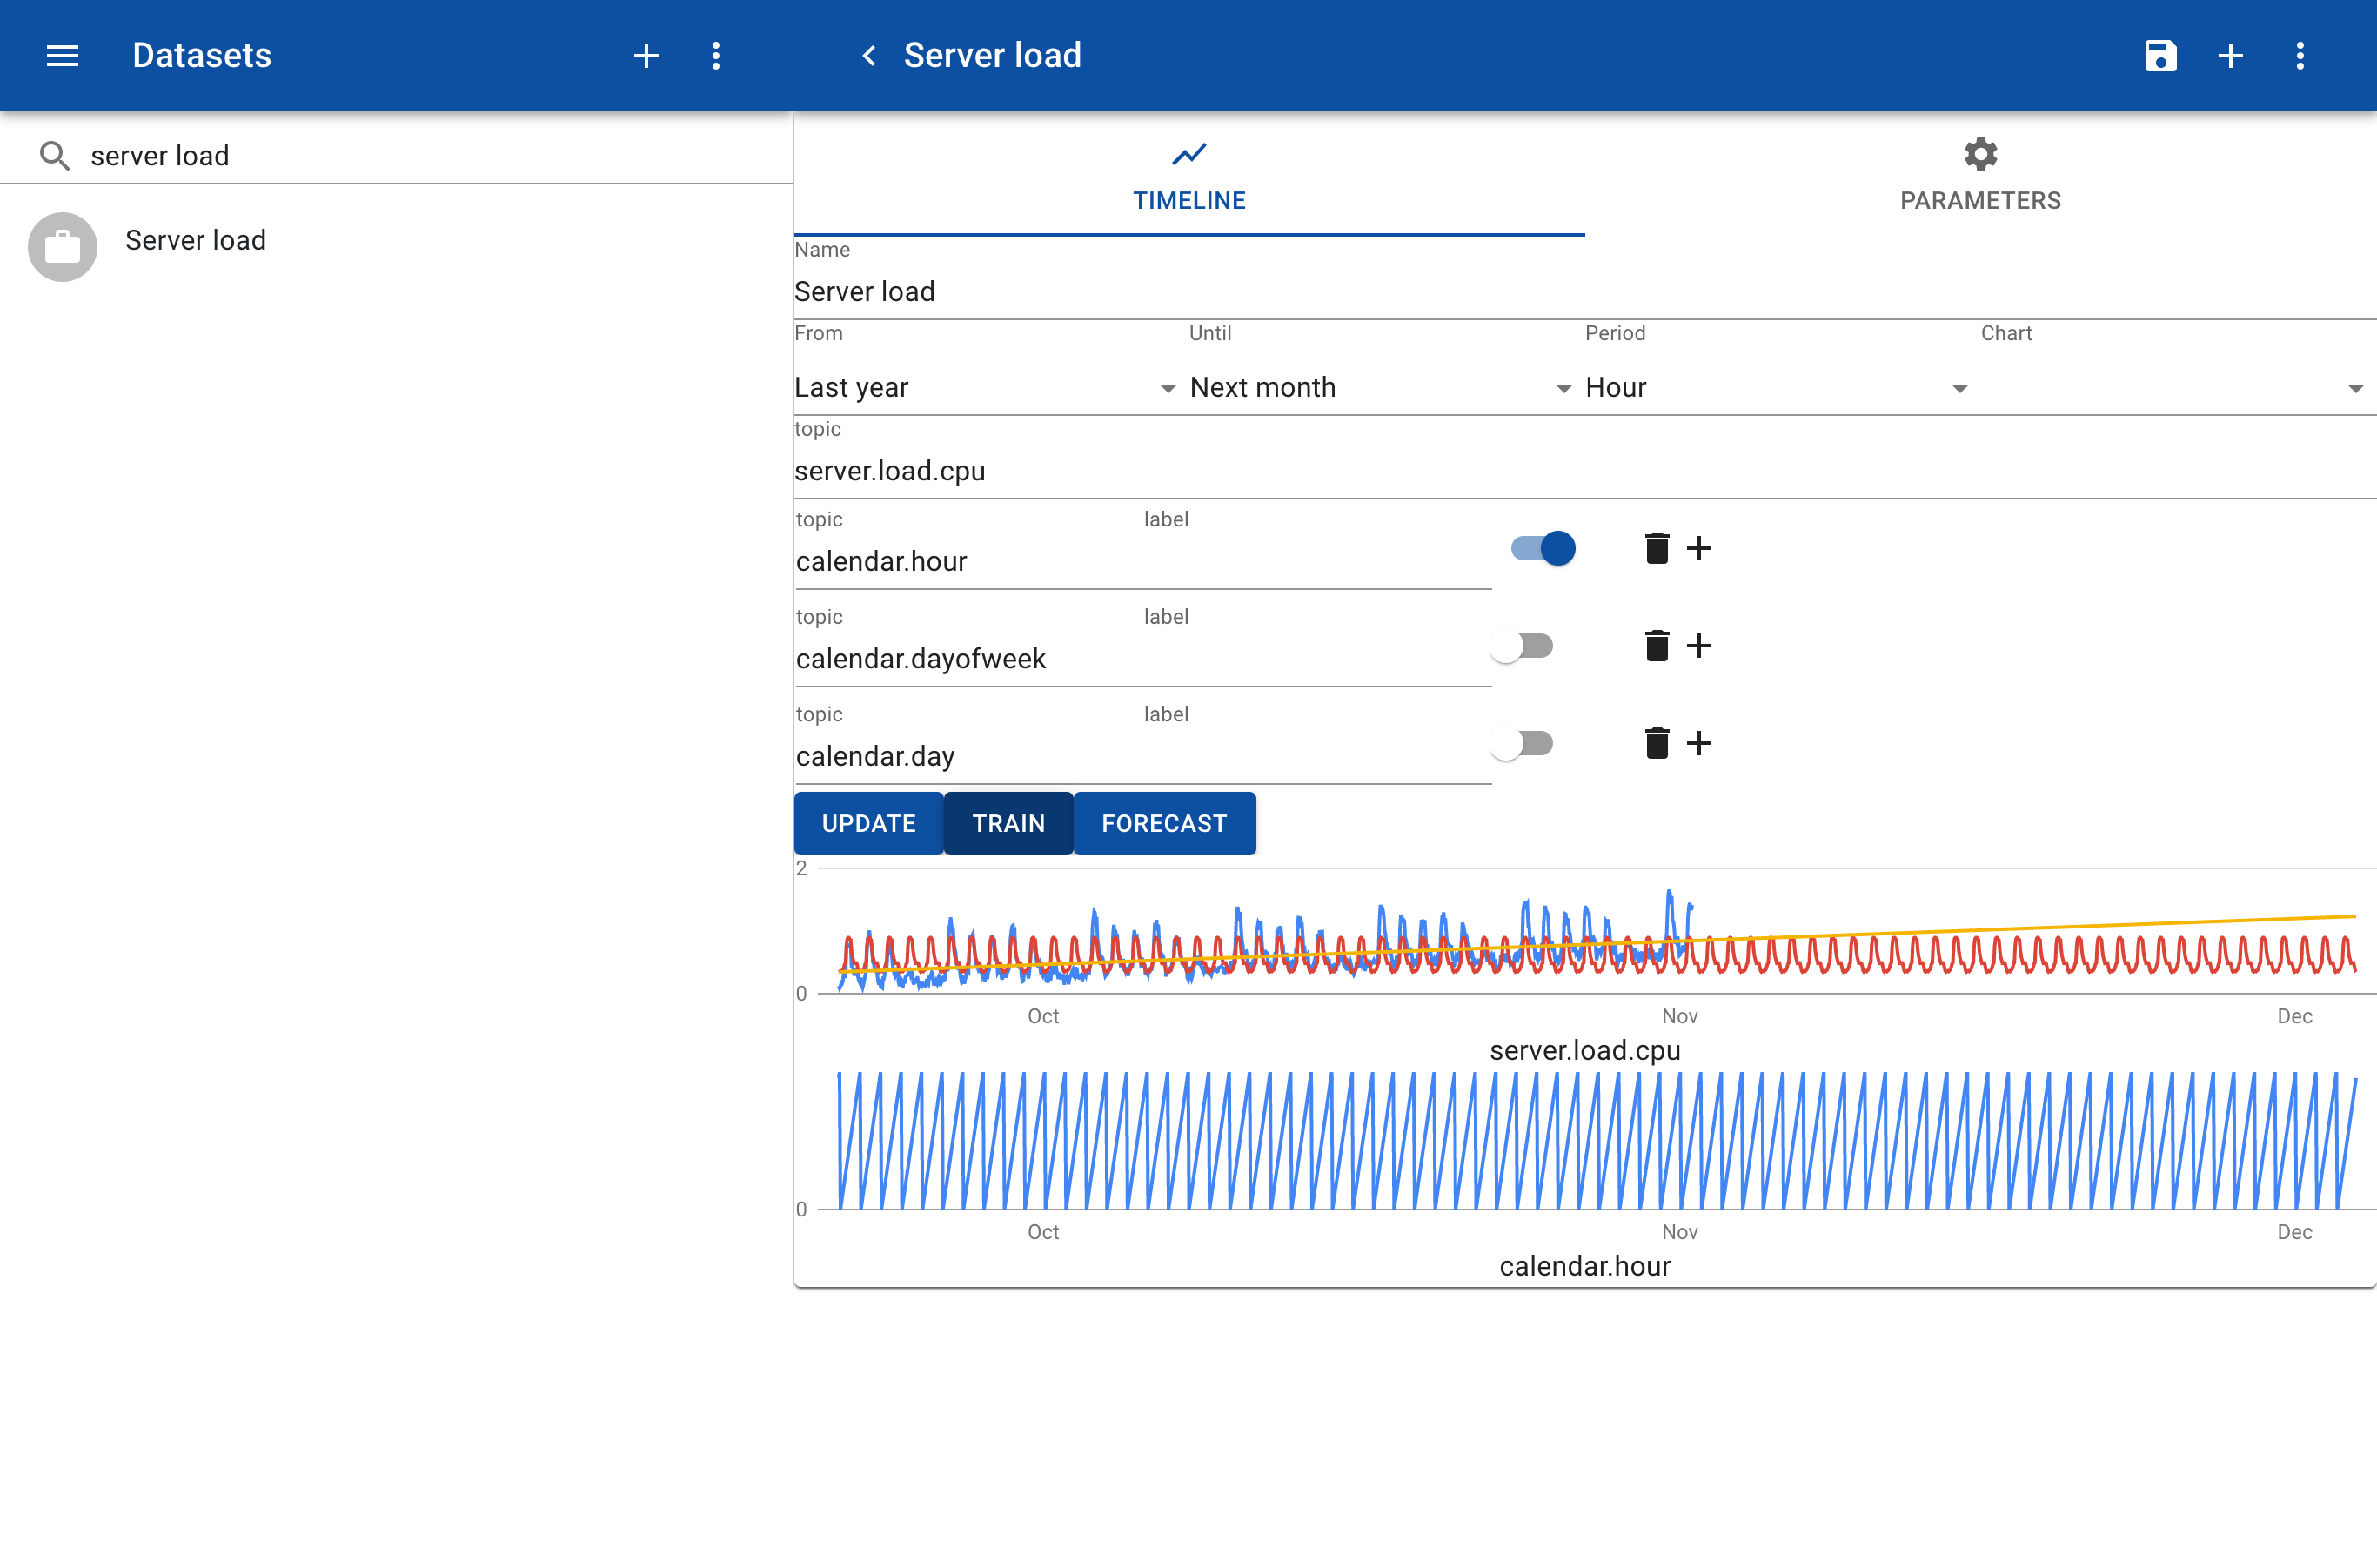 Datasets
Server load
server load
Server load
TIMELINE
PARAMETERS
Name
Server load
From Until Period Chart
Last year Next month Hour
topic
server.load.cpu
topic label
calendar.hour
topic label
calendar.dayofweek
topic label
calendar.day
UPDATE TRAIN FORECAST
2
0
Oct Nov Dec
server.load.cpu
0
Oct Nov Dec
calendar.hour